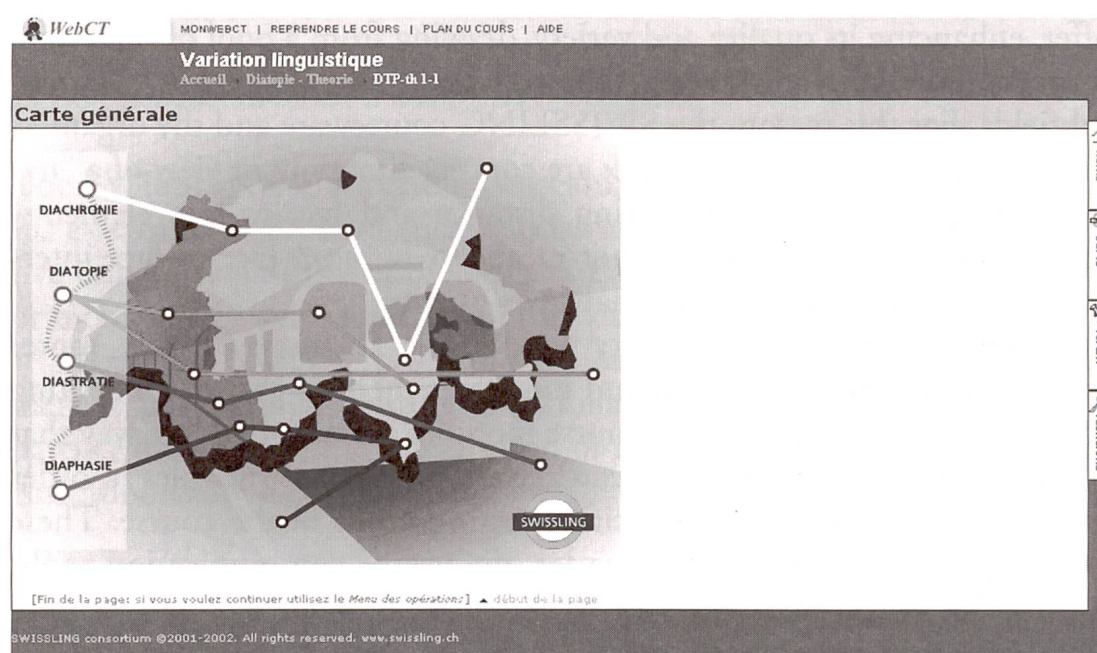 WebCT
MONWEBCT | REPRENDRE LE COURS | PLAN DU COURS | AIDE
Variation linguistique
Accueil Diatopie - Theorie DTP-th 1-1
Carte générale
DIACHRONIE
DIATOPIE
DIASTRATIE
DIAPHASIE
SWISSLING
[Fin de la page: si vous voulez continuer utilisez le Menu des opérations] ▲ début de la page
SWISSLING consortium ©2001-2002. All rights reserved. www.swissling.ch